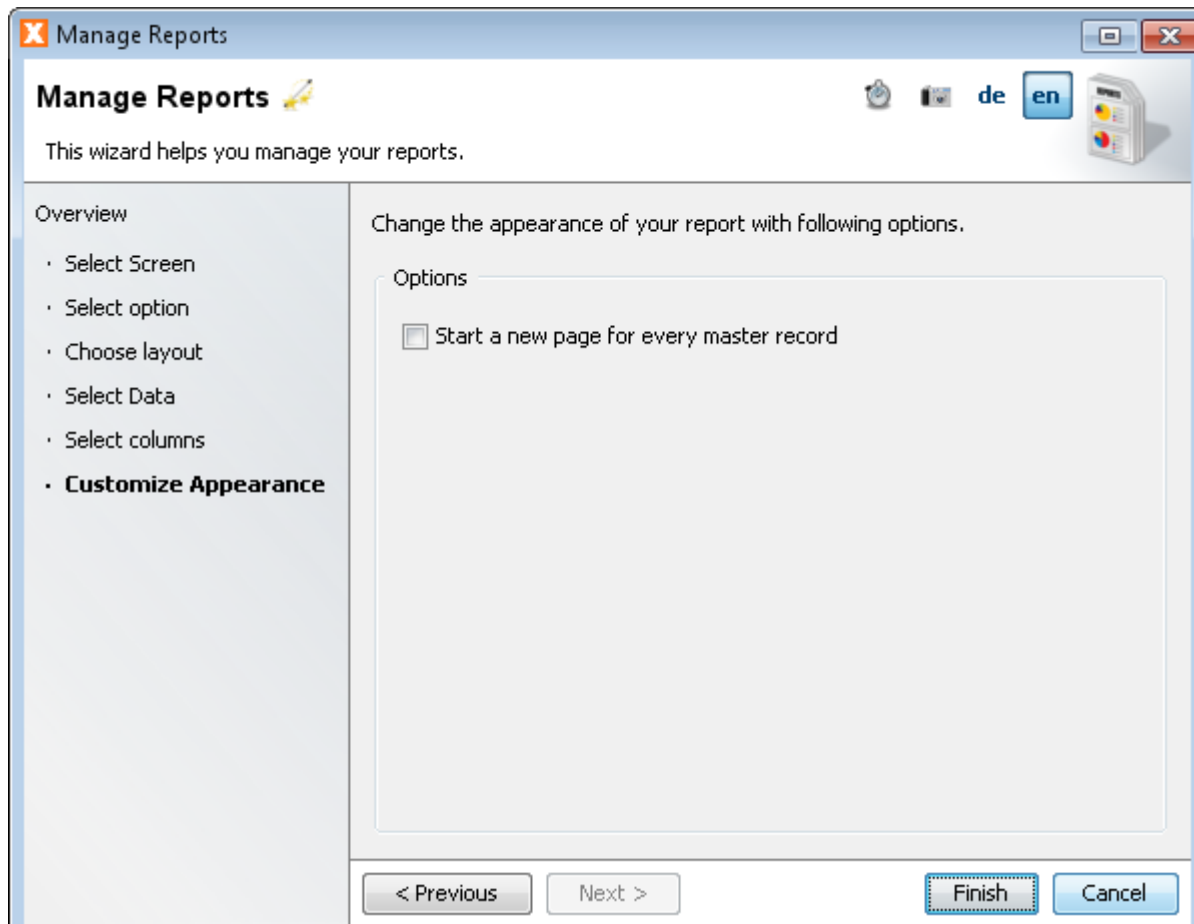 X Manage Reports
Manage Reports
de en
This wizard helps you manage your reports.
Overview
· Select Screen
· Select option
· Choose layout
· Select Data
· Select columns
· Customize Appearance
Change the appearance of your report with following options.
Options
Start a new page for every master record
< Previous
Next >
Finish
Cancel